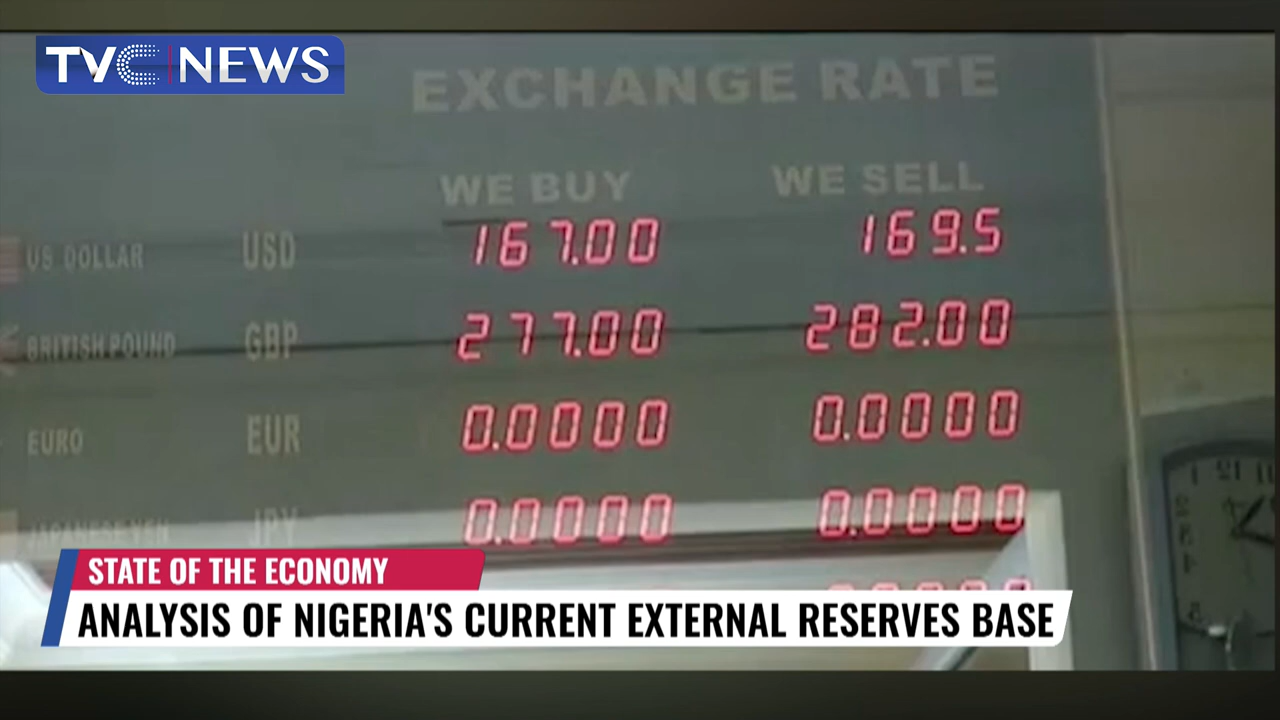 TVC NEWS
EXCHANGE RATE
WE BUY WE SELL
US DOLLAR USD 167.00 169.5
BRITISH POUND GBP 277.00 282.00
EURO EUR 0.0000 0.0000
JAPANESE YEN JPY 0.0000 0.0000
STATE OF THE ECONOMY
ANALYSIS OF NIGERIA'S CURRENT EXTERNAL RESERVES BASE